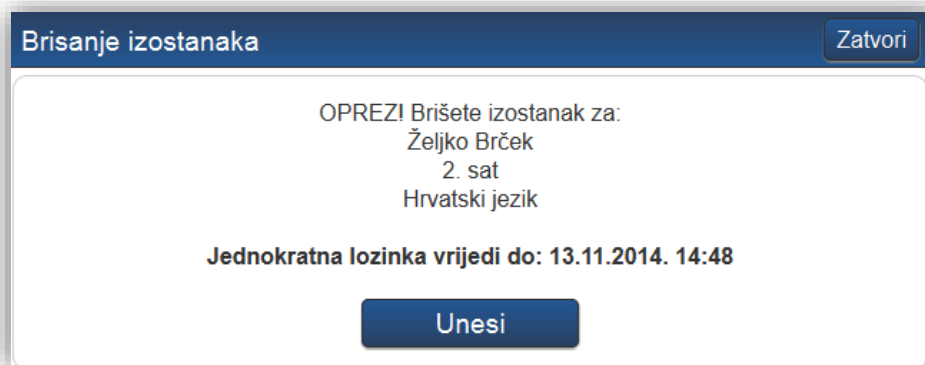 Brisanje izostanaka
Zatvori
OPREZ! Brišete izostanak za:
Željko Brček
2. sat
Hrvatski jezik
Jednokratna lozinka vrijedi do: 13.11.2014. 14:48
Unesi